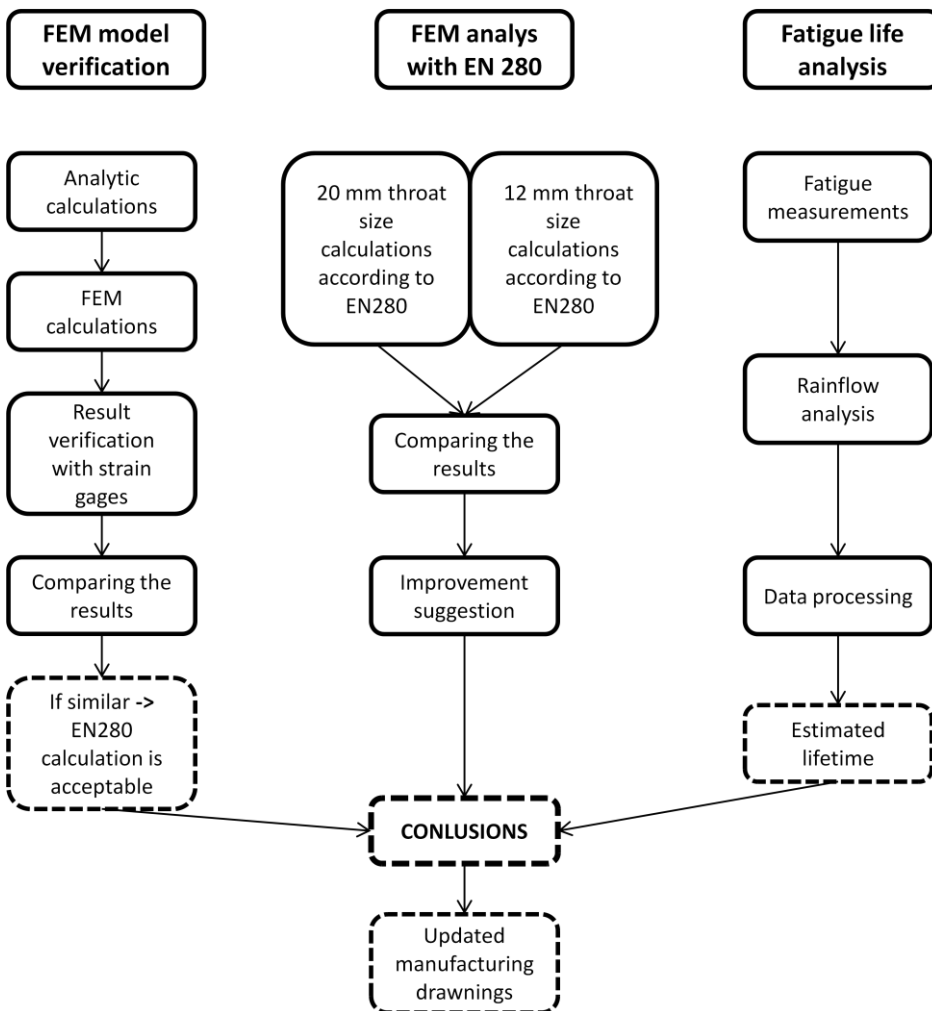 FEM model
verification
FEM analys
with EN 280
Fatigue life
analysis
Analytic
calculations
FEM
calculations
Result
verification
with strain
gages
Comparing the
results
If similar ->
EN280
calculation is
acceptable
20 mm throat
size
calculations
according to
EN280
12 mm throat
size
calculations
according to
EN280
Comparing the
results
Improvement
suggestion
Fatigue
measurements
Rainflow
analysis
Data processing
Estimated
lifetime
CONLUSIONS
Updated
manufacturing
drawnings